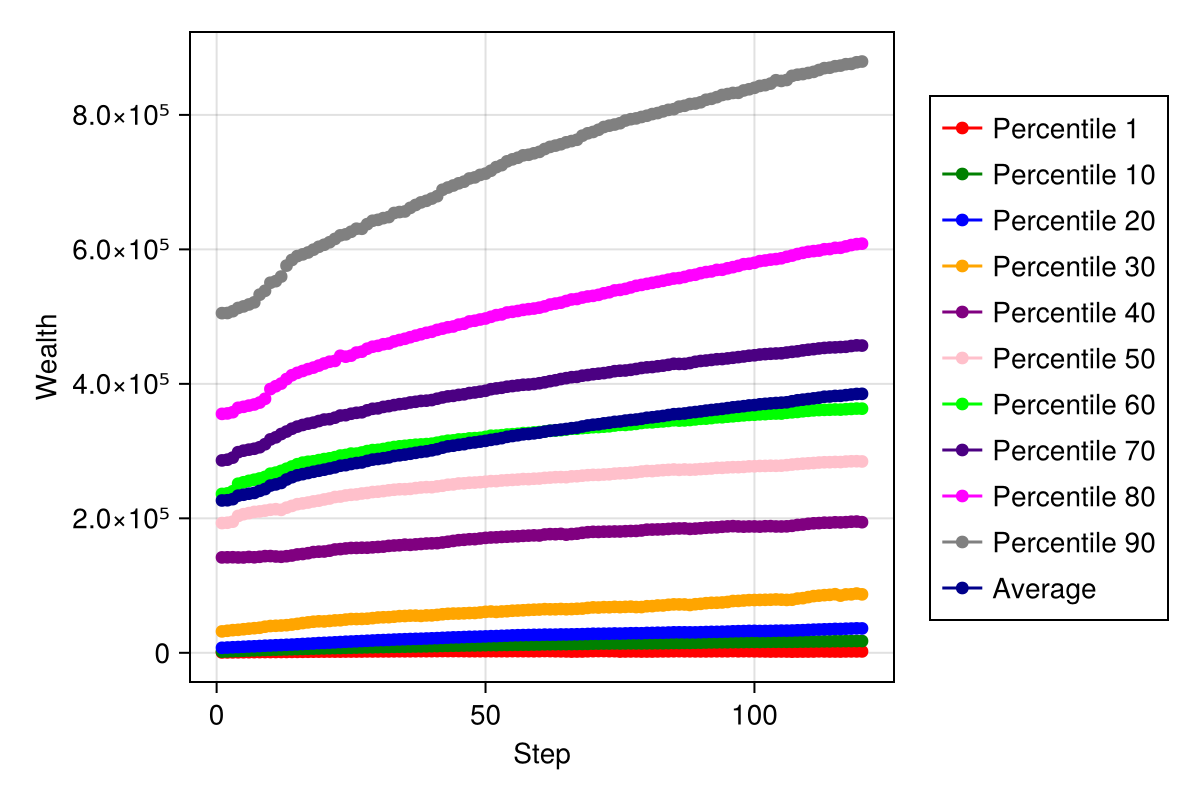 8.0×10⁵
6.0×10⁵
4.0×10⁵
2.0×10⁵
0
Wealth
0 50 100
Step
Percentile 1
Percentile 10
Percentile 20
Percentile 30
Percentile 40
Percentile 50
Percentile 60
Percentile 70
Percentile 80
Percentile 90
Average